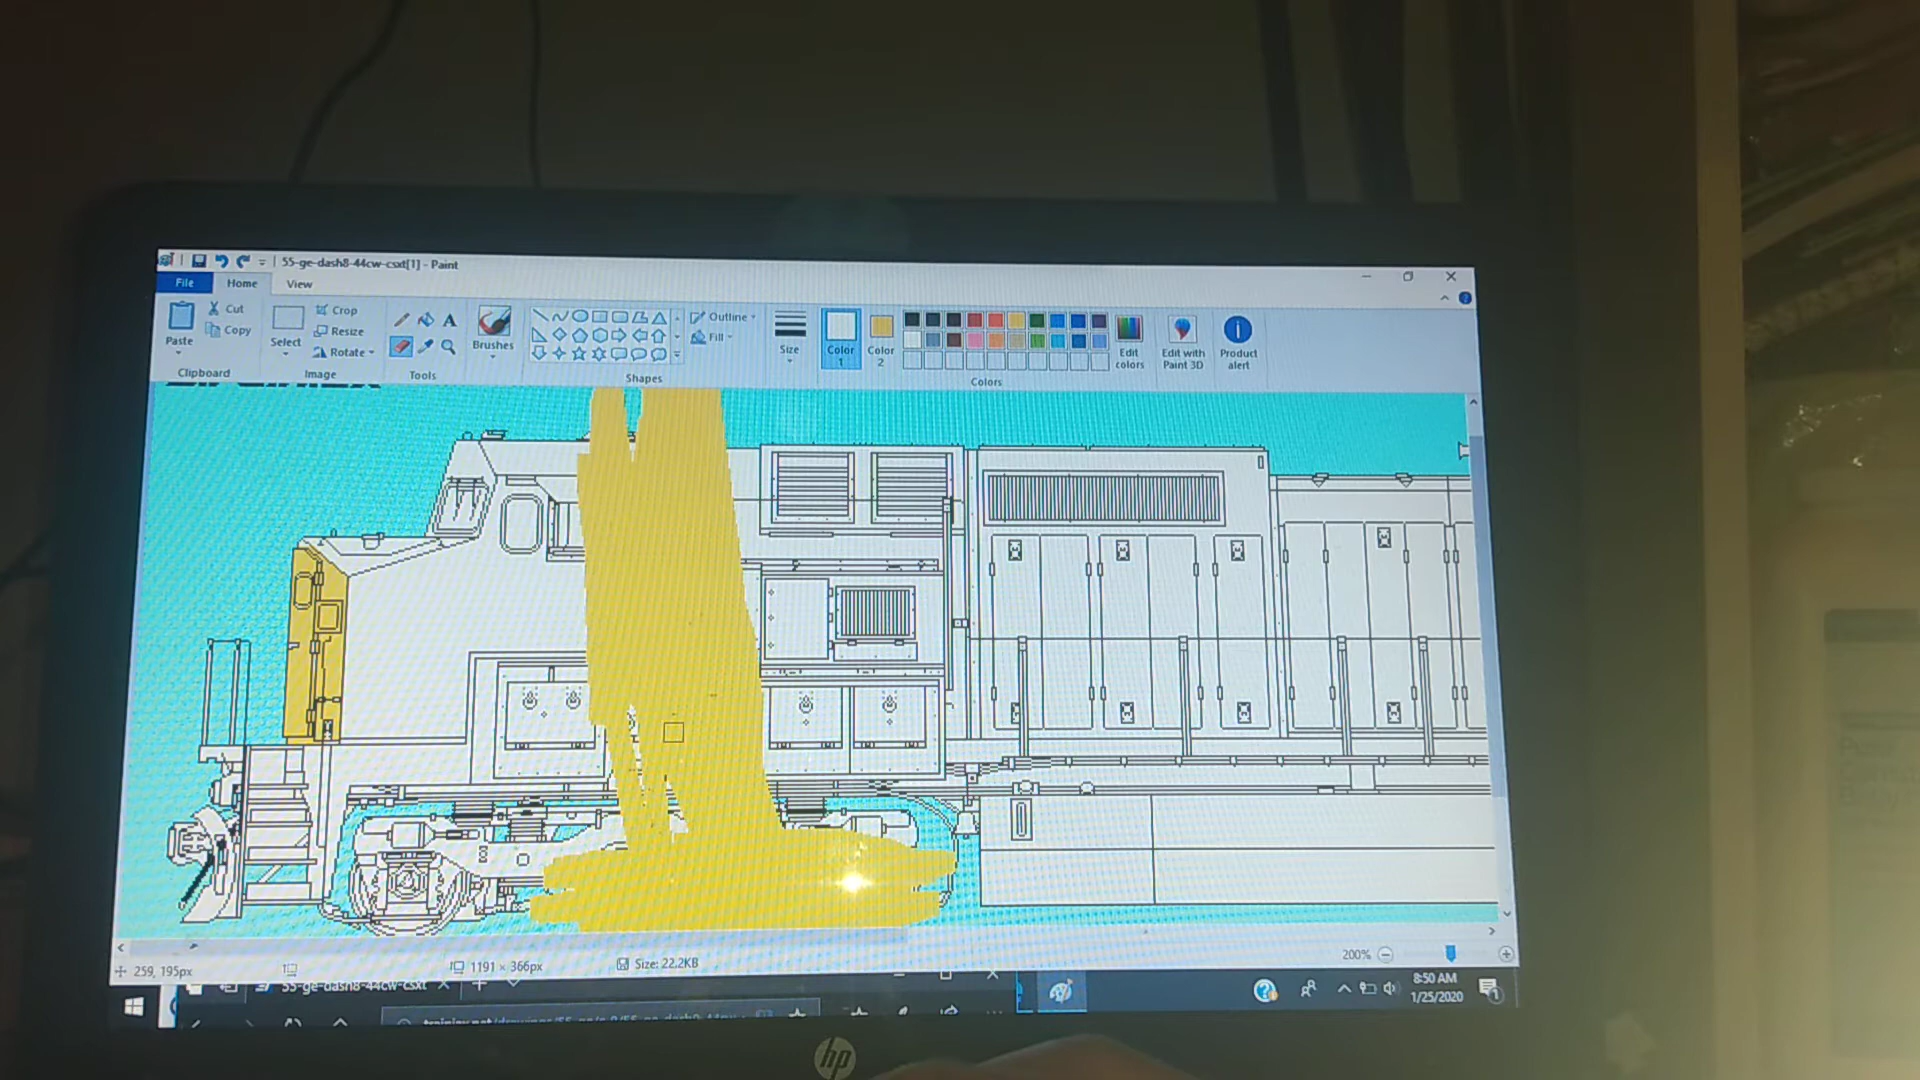 55-ge-dash8-44cw-csxt[1] - Paint
File Home View
Paste
Cut
Copy
Clipboard
Select
Crop
Resize
Rotate
Image
A
Tools
Brushes
Outline
Fill
Shapes
Size
Color 1
Color 2
Edit colors
Colors
Edit with Paint 3D
Product alert
259, 195px
1191 × 366px
Size: 22.2KB
200%
55-ge-dash8-44cw-csxt
8:50 AM
1/25/2020
1
hp